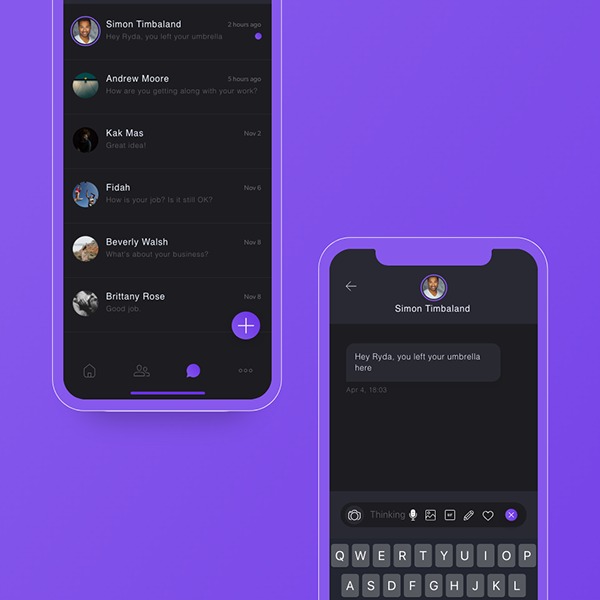 Simon Timbaland
2 hours ago
Hey Ryda, you left your umbrella
Andrew Moore
5 hours ago
How are you getting along with your work?
Kak Mas
Nov 2
Great idea!
Fidah
Nov 6
How is your job? Is it still OK?
Beverly Walsh
Nov 8
What's about your business?
Brittany Rose
Nov 8
Good job.
Simon Timbaland
Hey Ryda, you left your umbrella
here
Apr 4, 18:03
Thinking
Q W E R T Y U I O P
A S D F G H J K L